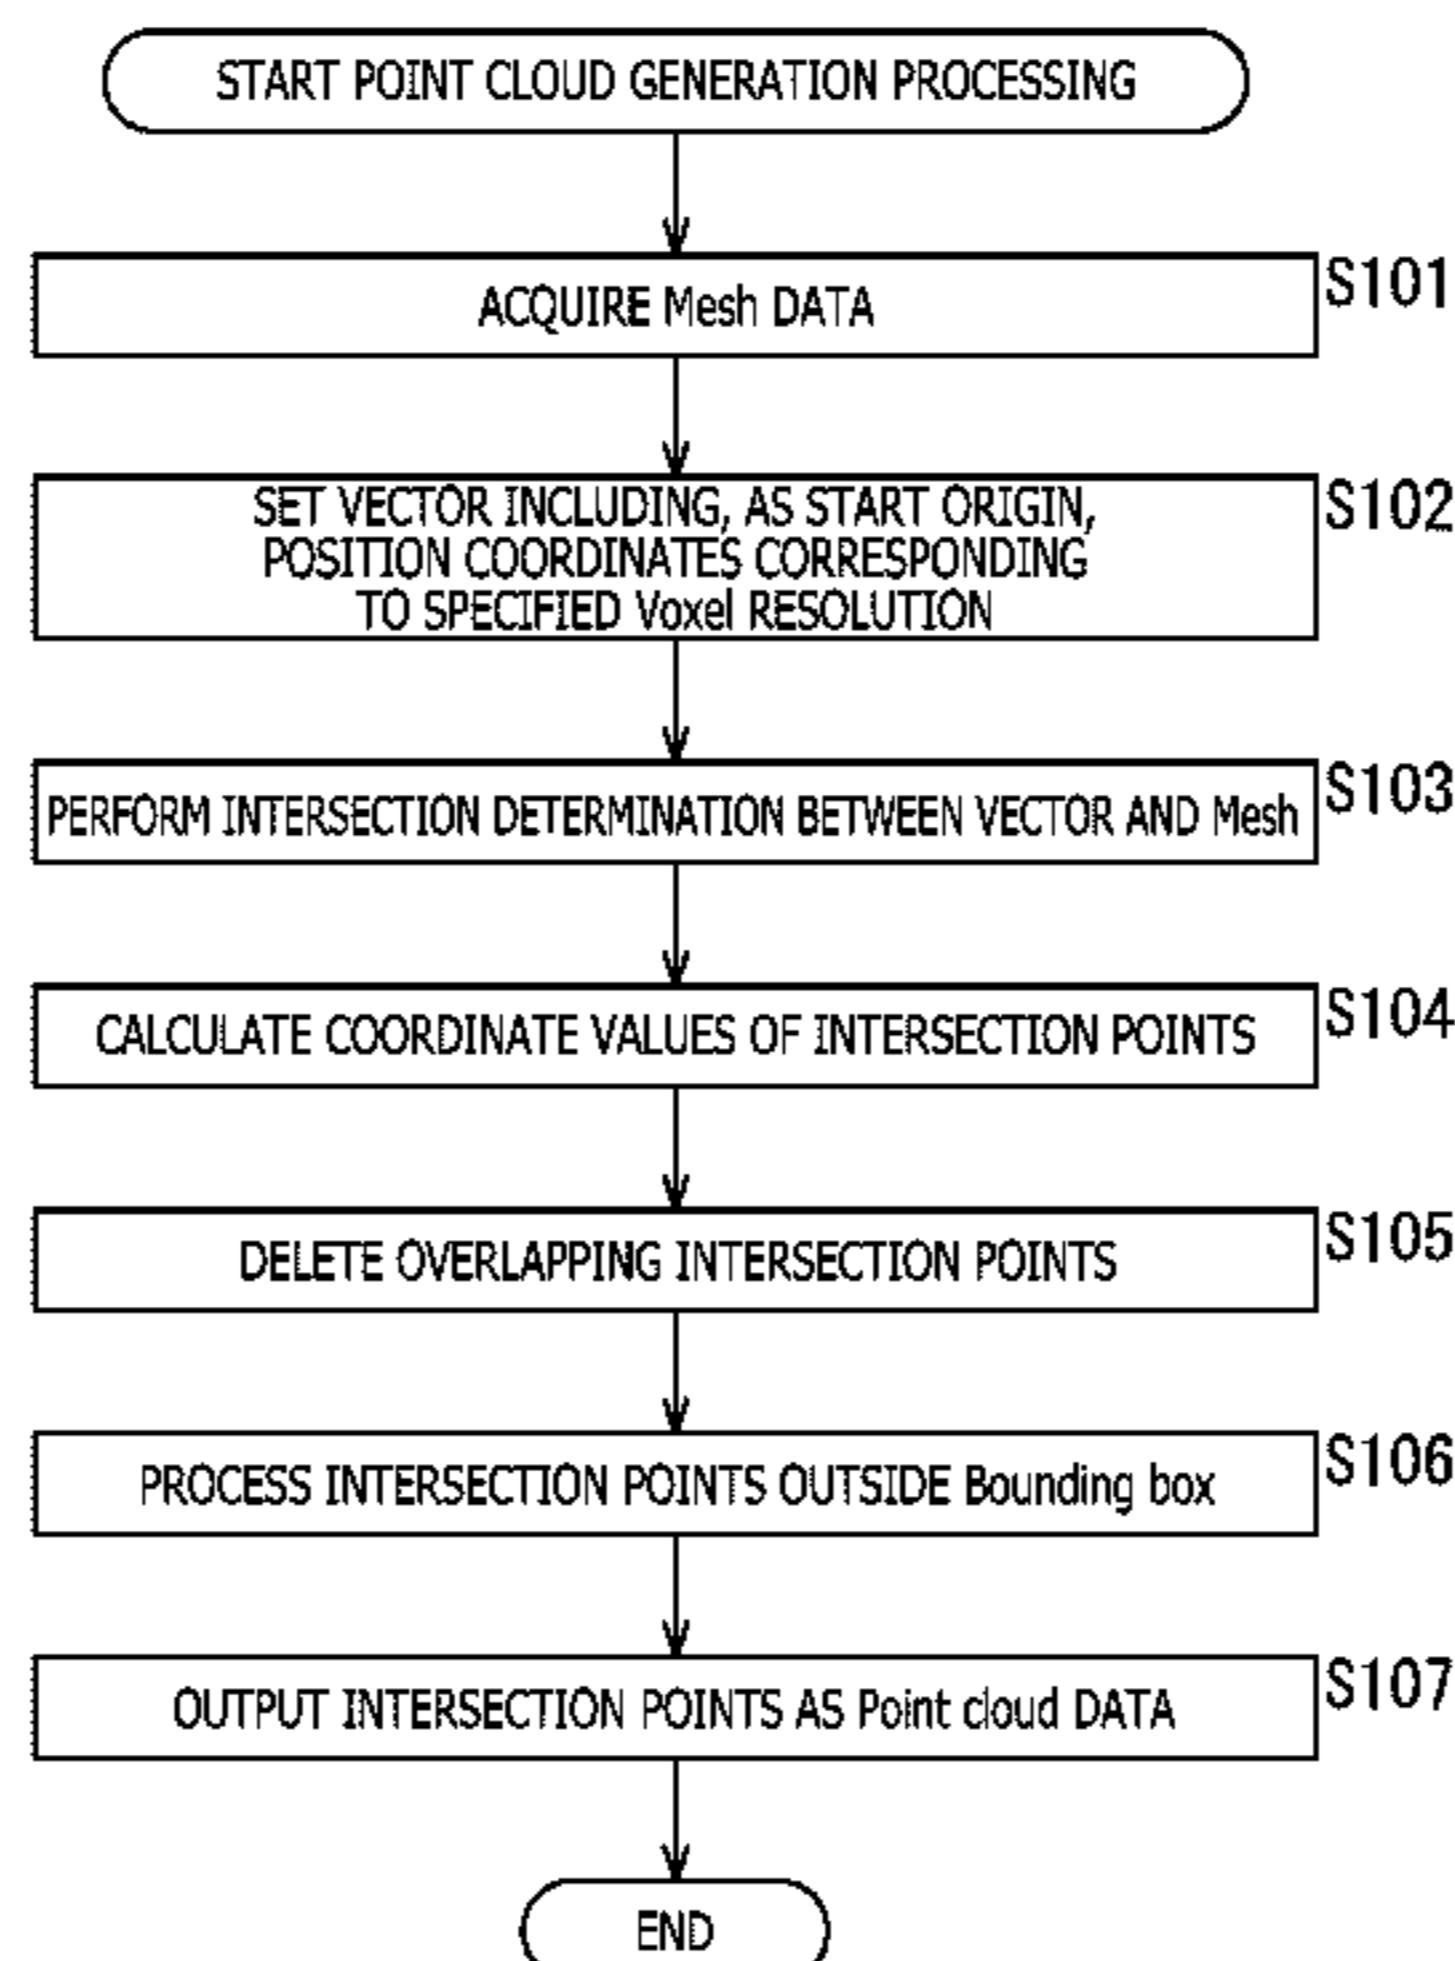 START POINT CLOUD GENERATION PROCESSING
ACQUIRE Mesh DATA
S101
SET VECTOR INCLUDING, AS START ORIGIN,
POSITION COORDINATES CORRESPONDING
TO SPECIFIED Voxel RESOLUTION
S102
PERFORM INTERSECTION DETERMINATION BETWEEN VECTOR AND Mesh
S103
CALCULATE COORDINATE VALUES OF INTERSECTION POINTS
S104
DELETE OVERLAPPING INTERSECTION POINTS
S105
PROCESS INTERSECTION POINTS OUTSIDE Bounding box
S106
OUTPUT INTERSECTION POINTS AS Point cloud DATA
S107
END